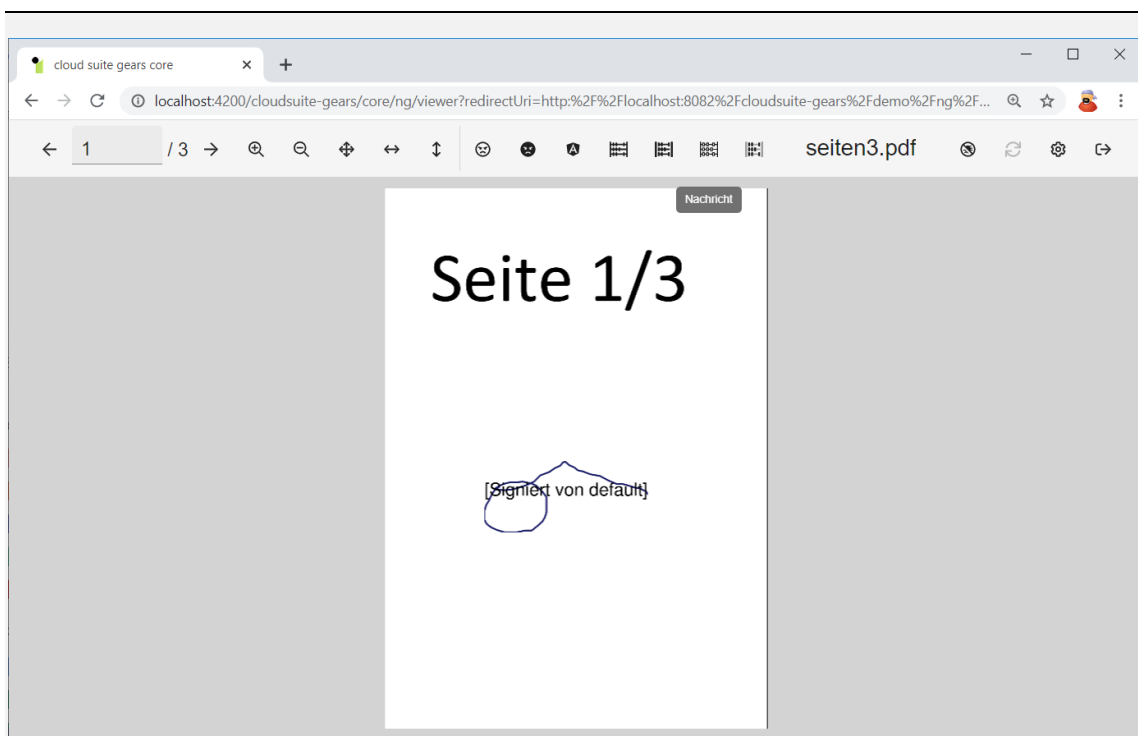 cloud suite gears core
localhost:4200/cloudsuite-gears/core/ng/viewer?redirectUri=http:%2F%2Flocalhost:8082%2Fcloudsuite-gears%2Fdemo%2Fng%2F...
1 / 3 seiten3.pdf
Nachricht
Seite 1/3
[Signiert von default]